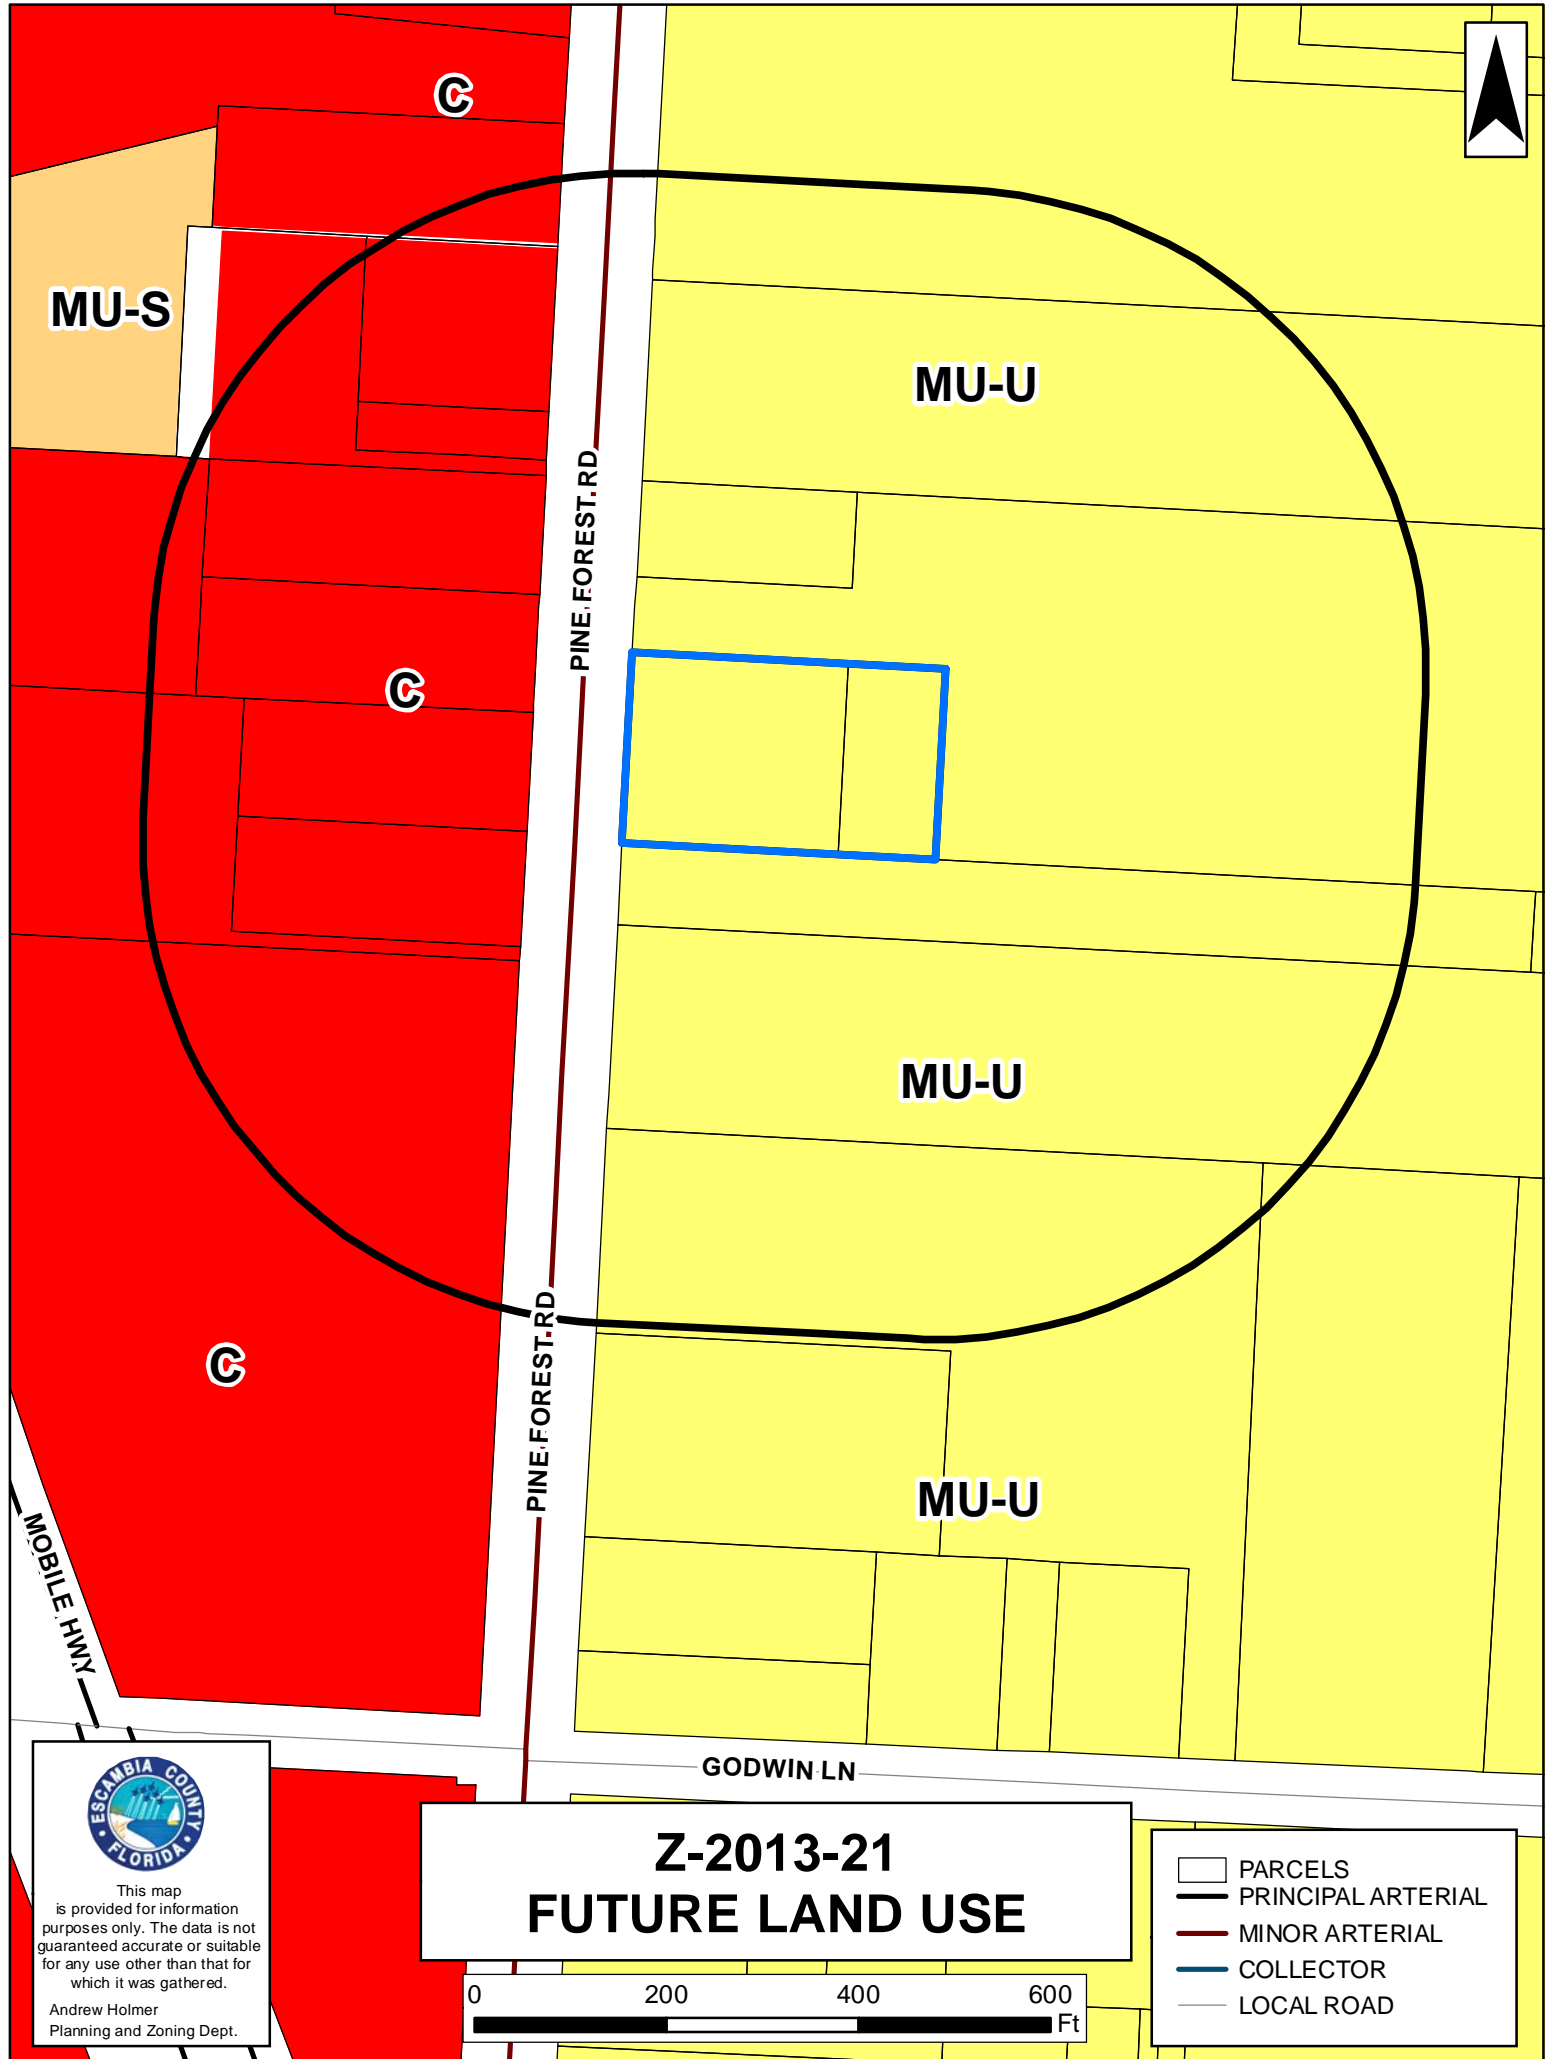 C
MU-S
MU-U
PINE FOREST RD
C
MU-U
PINE FOREST RD
C
MU-U
MOBILE HWY
GODWIN LN
ESCAMBIA COUNTY
FLORIDA
This map
is provided for information
purposes only. The data is not
guaranteed accurate or suitable
for any use other than that for
which it was gathered.
Andrew Holmer
Planning and Zoning Dept.
Z-2013-21
FUTURE LAND USE
0 200 400 600
Ft
PARCELS
PRINCIPAL ARTERIAL
MINOR ARTERIAL
COLLECTOR
LOCAL ROAD